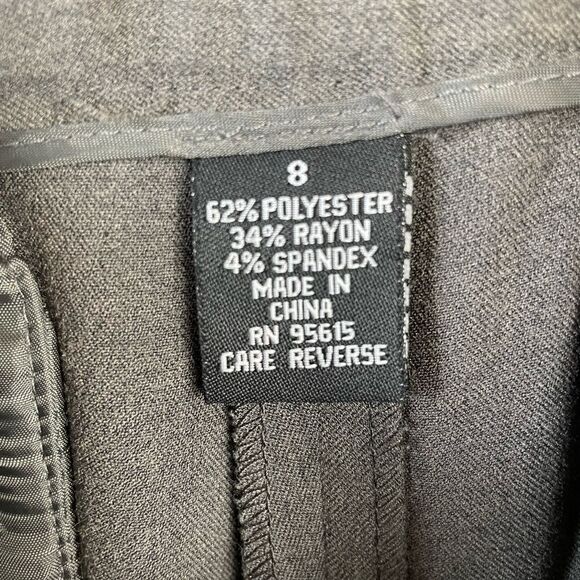 8
62% POLYESTER
34% RAYON
4% SPANDEX
MADE IN
CHINA
RN 95615
CARE REVERSE